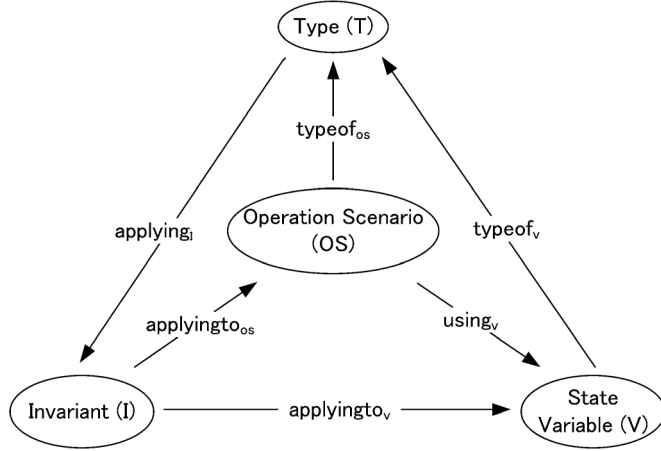 Type (T)
typeof_os
Operation Scenario
(OS)
applying_I
typeof_v
applyingto_os
using_v
Invariant (I)
applyingto_v
State
Variable (V)